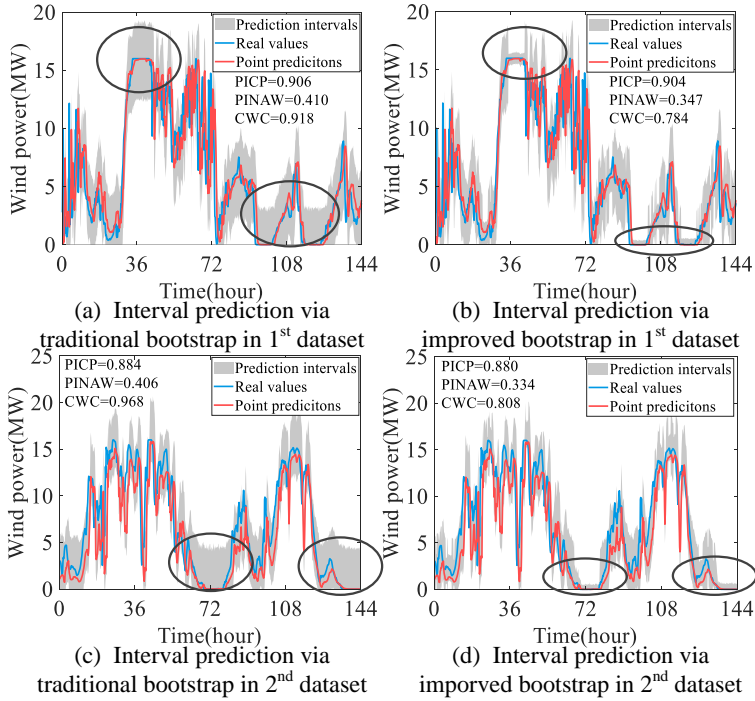 20
15
10
5
0
Wind power(MW)
Prediction intervals
Real values
Point predicitons
PICP=0.906
PINAW=0.410
CWC=0.918
0 36 72 108 144
Time(hour)
(a) Interval prediction via
traditional bootstrap in 1st dataset
20
15
10
5
0
Wind power(MW)
Prediction intervals
Real values
Point predicitons
PICP=0.904
PINAW=0.347
CWC=0.784
0 36 72 108 144
Time(hour)
(b) Interval prediction via
improved bootstrap in 1st dataset
25
20
15
10
5
0
Wind power(MW)
PICP=0.884
PINAW=0.406
CWC=0.968
Prediction intervals
Real values
Point predicitons
0 36 72 108 144
Time(hour)
(c) Interval prediction via
traditional bootstrap in 2nd dataset
25
20
15
10
5
0
Wind power(MW)
PICP=0.880
PINAW=0.334
CWC=0.808
Prediction intervals
Real values
Point predicitons
0 36 72 108 144
Time(hour)
(d) Interval prediction via
imporved bootstrap in 2nd dataset